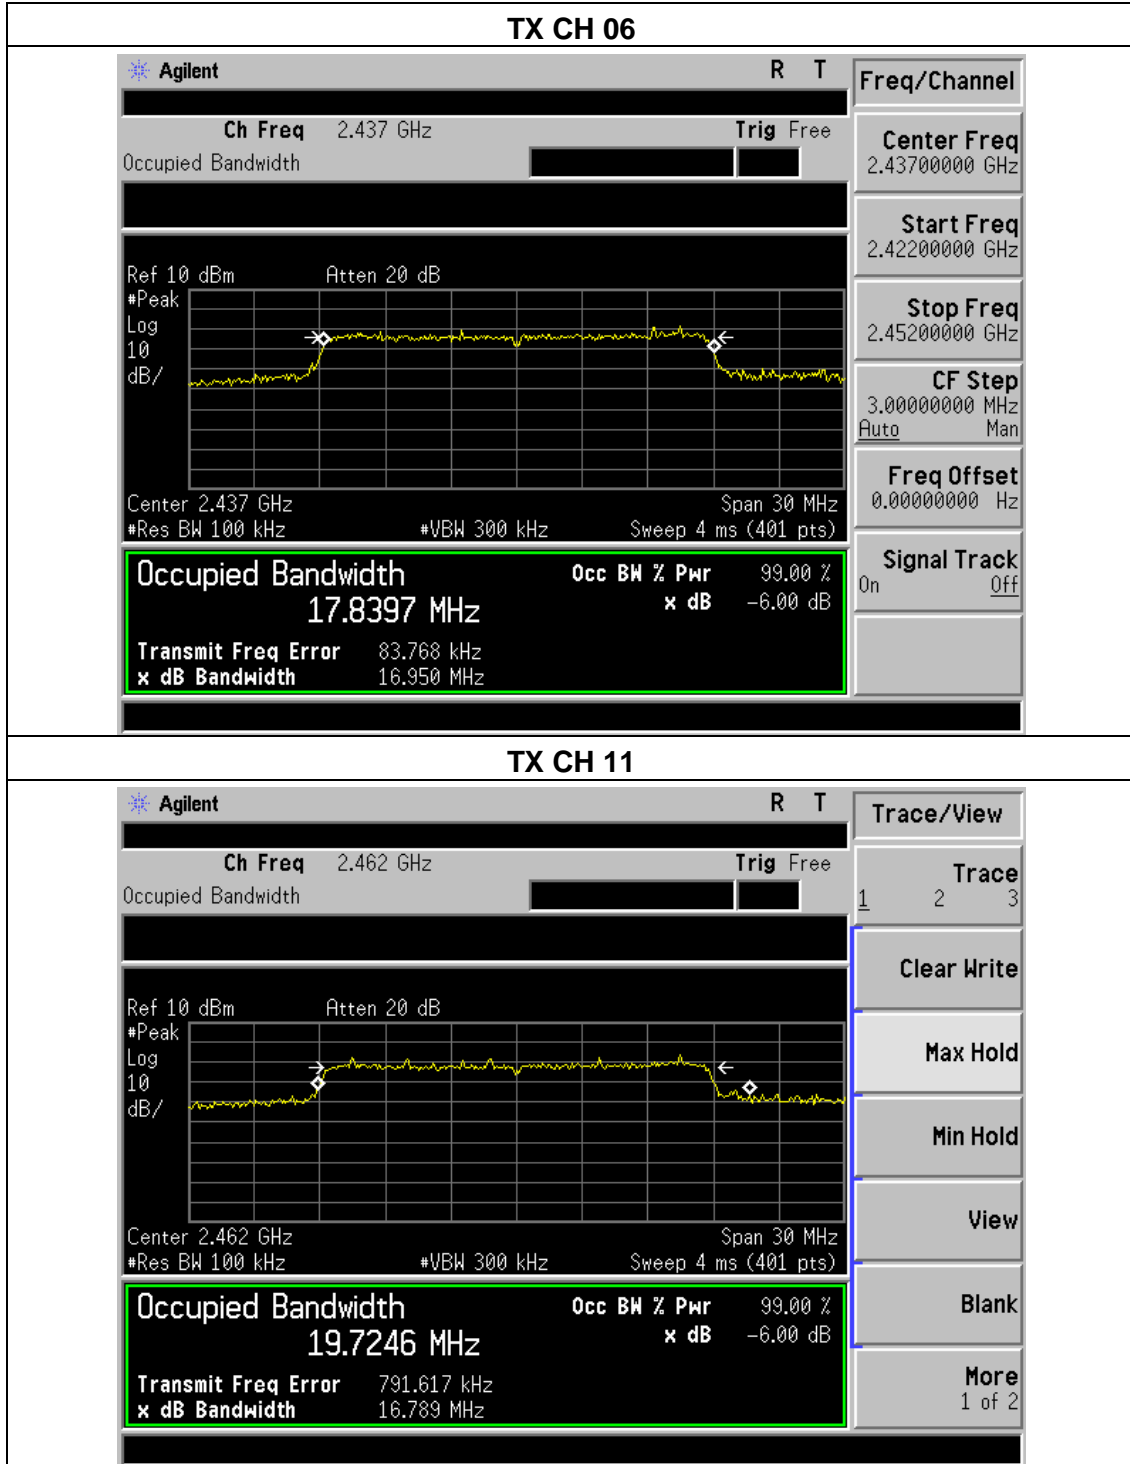 TX CH 06
Agilent R T
Freq/Channel
Ch Freq 2.437 GHz Trig Free
Occupied Bandwidth
Center Freq
2.43700000 GHz
Start Freq
2.42200000 GHz
Ref 10 dBm Atten 20 dB
#Peak
Log
10
dB/
Stop Freq
2.45200000 GHz
CF Step
3.00000000 MHz
Auto Man
Freq Offset
0.00000000 Hz
Center 2.437 GHz Span 30 MHz
#Res BW 100 kHz #VBW 300 kHz Sweep 4 ms (401 pts)
Signal Track
On Off
Occupied Bandwidth Occ BW % Pwr 99.00 %
17.8397 MHz x dB -6.00 dB
Transmit Freq Error 83.768 kHz
x dB Bandwidth 16.950 MHz
TX CH 11
Agilent R T
Trace/View
Ch Freq 2.462 GHz Trig Free
Occupied Bandwidth
Trace
1 2 3
Clear Write
Ref 10 dBm Atten 20 dB
#Peak
Log
10
dB/
Max Hold
Min Hold
View
Center 2.462 GHz Span 30 MHz
#Res BW 100 kHz #VBW 300 kHz Sweep 4 ms (401 pts)
Blank
Occupied Bandwidth Occ BW % Pwr 99.00 %
19.7246 MHz x dB -6.00 dB
Transmit Freq Error 791.617 kHz
x dB Bandwidth 16.789 MHz
More
1 of 2